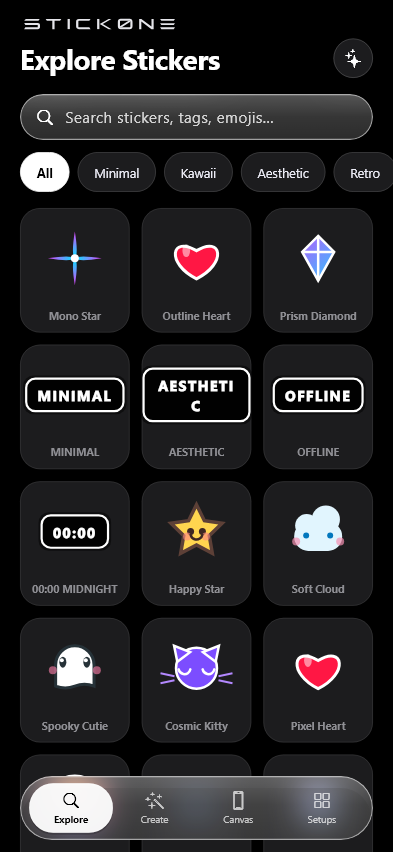 STICKONE
Explore Stickers
Search stickers, tags, emojis...
All Minimal Kawaii Aesthetic Retro
Mono Star Outline Heart Prism Diamond
MINIMAL AESTHETI OFFLINE
C
MINIMAL AESTHETIC OFFLINE
00:00
00:00 MIDNIGHT Happy Star Soft Cloud
Spooky Cutie Cosmic Kitty Pixel Heart
Explore Create Canvas Setups